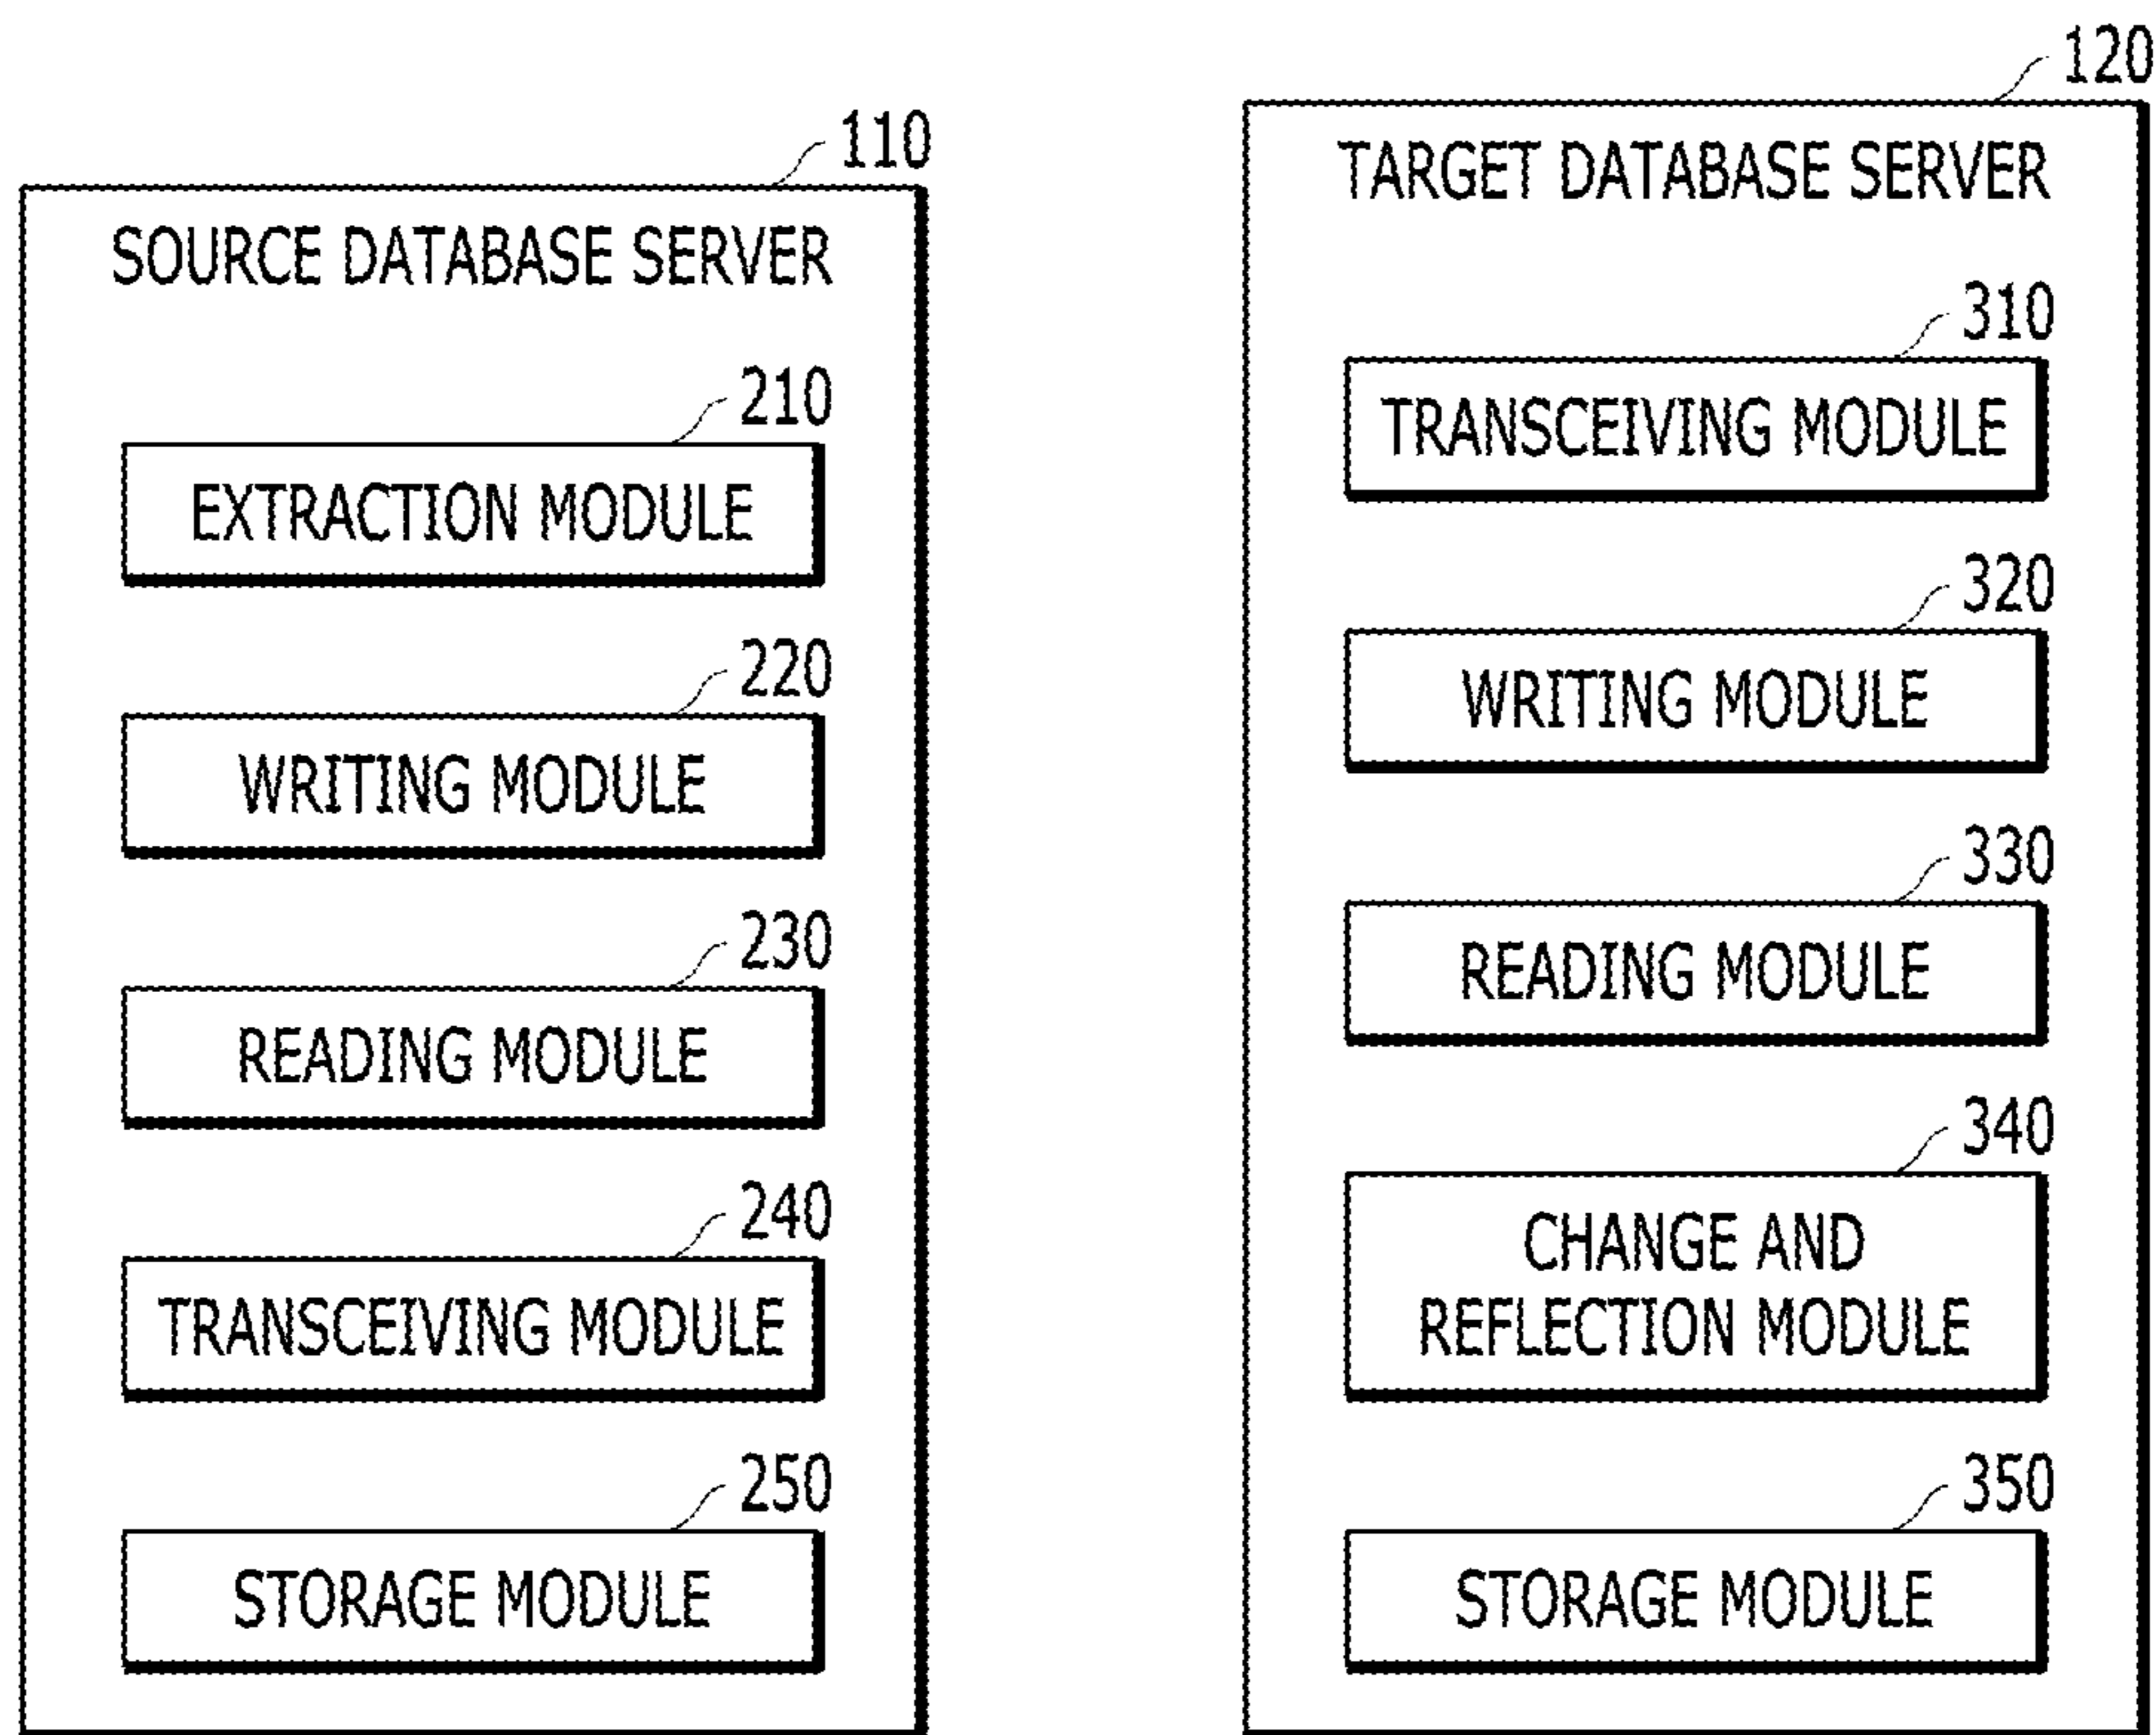 110
SOURCE DATABASE SERVER
210
EXTRACTION MODULE
220
WRITING MODULE
230
READING MODULE
240
TRANSCEIVING MODULE
250
STORAGE MODULE
120
TARGET DATABASE SERVER
310
TRANSCEIVING MODULE
320
WRITING MODULE
330
READING MODULE
340
CHANGE AND
REFLECTION MODULE
350
STORAGE MODULE